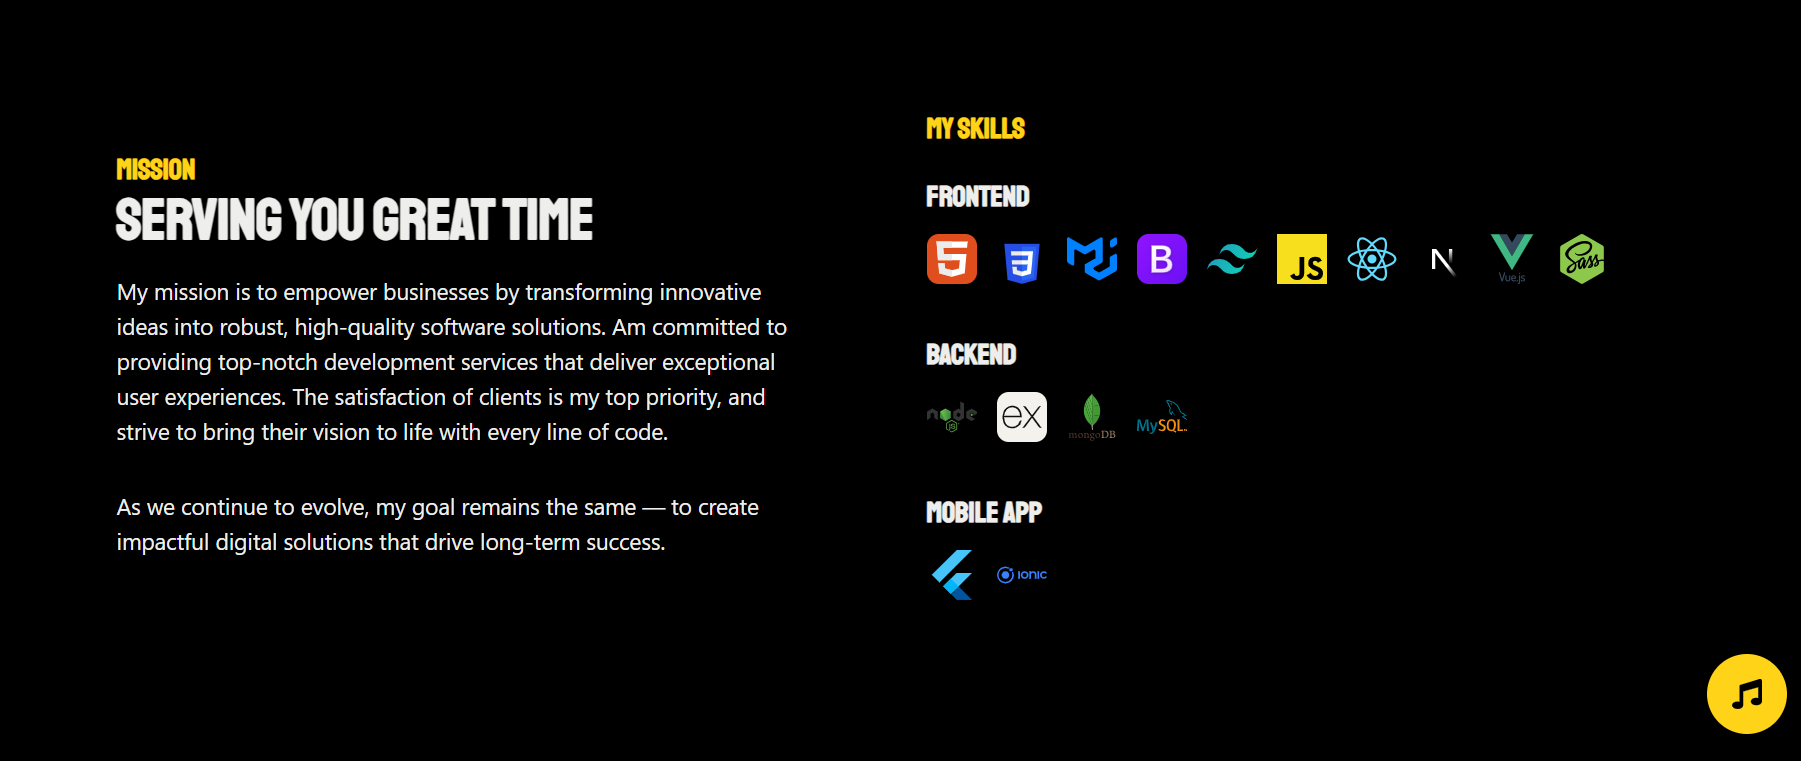 MISSION
SERVING YOU GREAT TIME
My mission is to empower businesses by transforming innovative
ideas into robust, high-quality software solutions. Am committed to
providing top-notch development services that deliver exceptional
user experiences. The satisfaction of clients is my top priority, and
strive to bring their vision to life with every line of code.
As we continue to evolve, my goal remains the same — to create
impactful digital solutions that drive long-term success.
MY SKILLS
FRONTEND
5 3 B JS N Vue.js Sass
BACKEND
node JS ex mongoDB MySQL
MOBILE APP
ionic